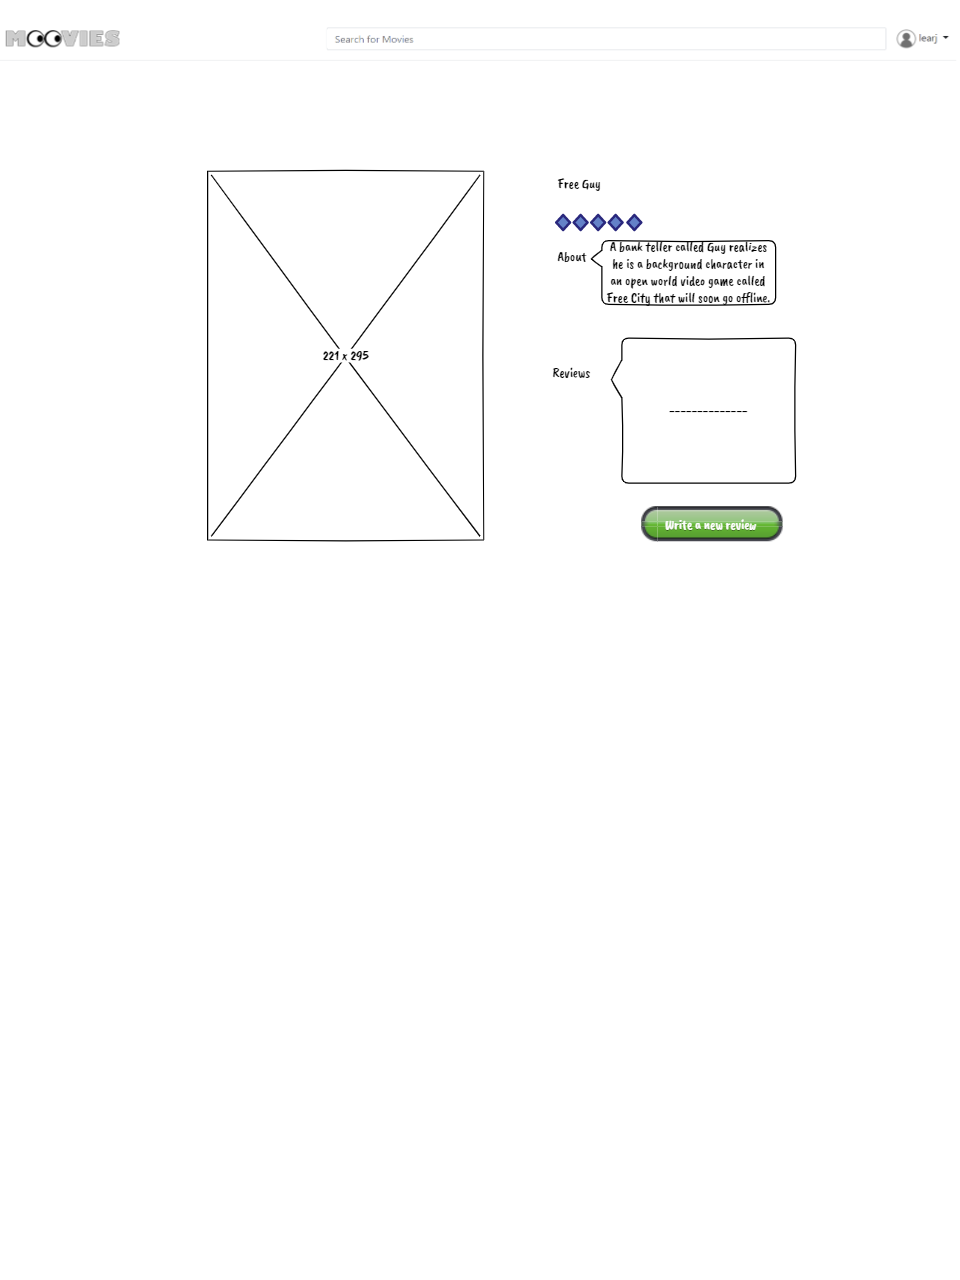 MOOVIES
Search for Movies
learj
221 x 295
Free Guy
About
A bank teller called Guy realizes
he is a background character in
an open world video game called
Free City that will soon go offline.
Reviews
--------------
Write a new review